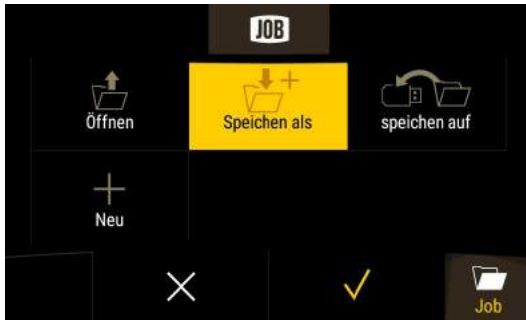 JOB
Öffnen
Speichen als
speichen auf
Neu
Job